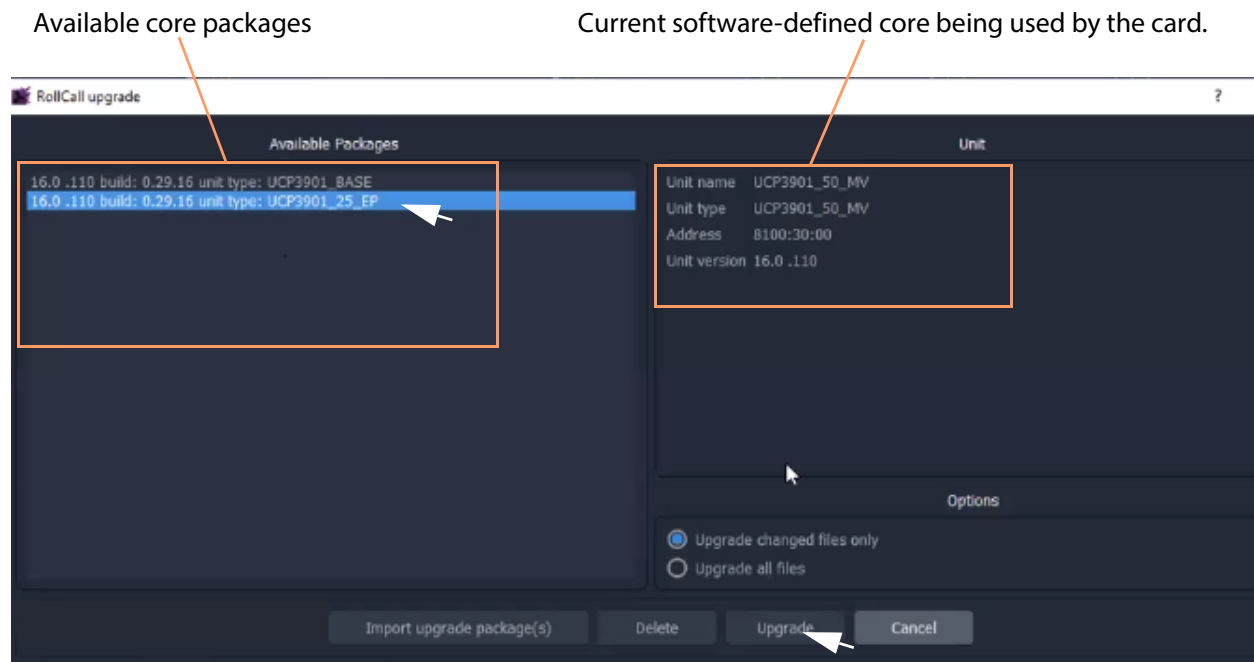 Available core packages
Current software-defined core being used by the card.
RollCall upgrade
?
Available Packages
16.0 .110 build: 0.29.16 unit type: UCP3901_BASE
16.0 .110 build: 0.29.16 unit type: UCP3901_25_EP
Unit
Unit name UCP3901_50_MV
Unit type UCP3901_50_MV
Address 8100:30:00
Unit version 16.0 .110
Options
Upgrade changed files only
Upgrade all files
Import upgrade package(s)
Delete
Upgrade
Cancel